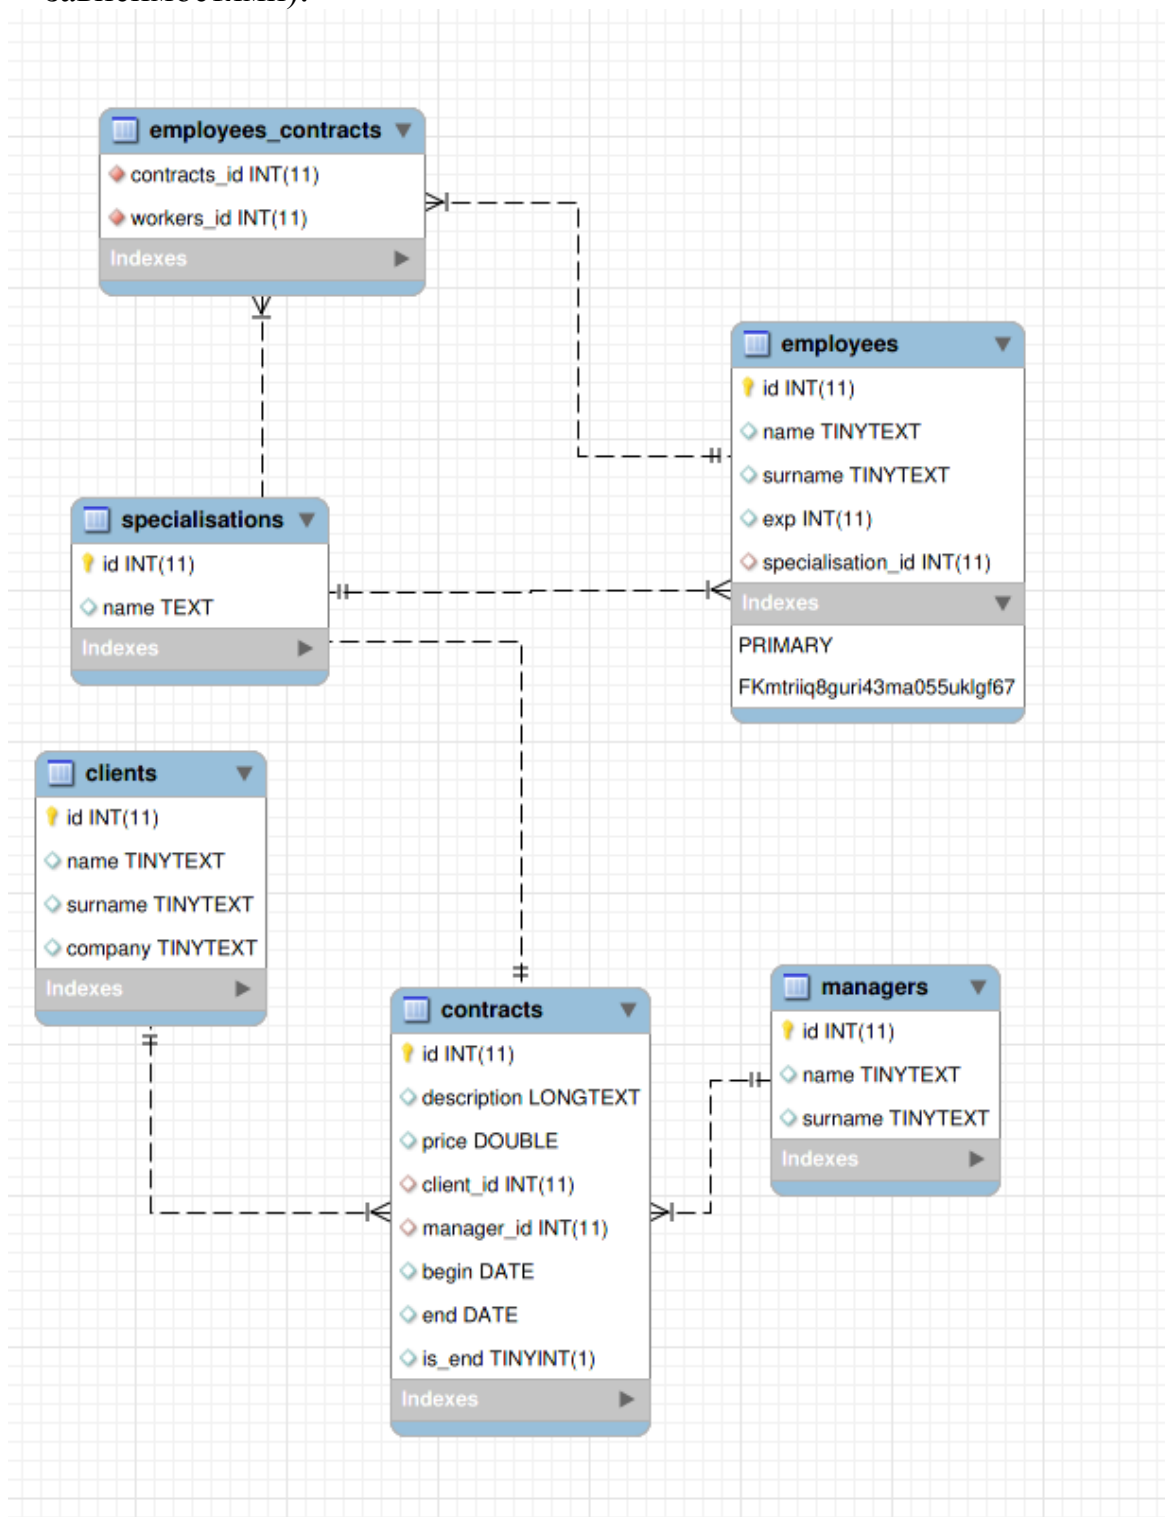 зависимостями).
employees_contracts
contracts_id INT(11)
workers_id INT(11)
Indexes
employees
id INT(11)
name TINYTEXT
surname TINYTEXT
exp INT(11)
specialisation_id INT(11)
Indexes
PRIMARY
FKmtriiq8guri43ma055uklgf67
specialisations
id INT(11)
name TEXT
Indexes
clients
id INT(11)
name TINYTEXT
surname TINYTEXT
company TINYTEXT
Indexes
contracts
id INT(11)
description LONGTEXT
price DOUBLE
client_id INT(11)
manager_id INT(11)
begin DATE
end DATE
is_end TINYINT(1)
Indexes
managers
id INT(11)
name TINYTEXT
surname TINYTEXT
Indexes